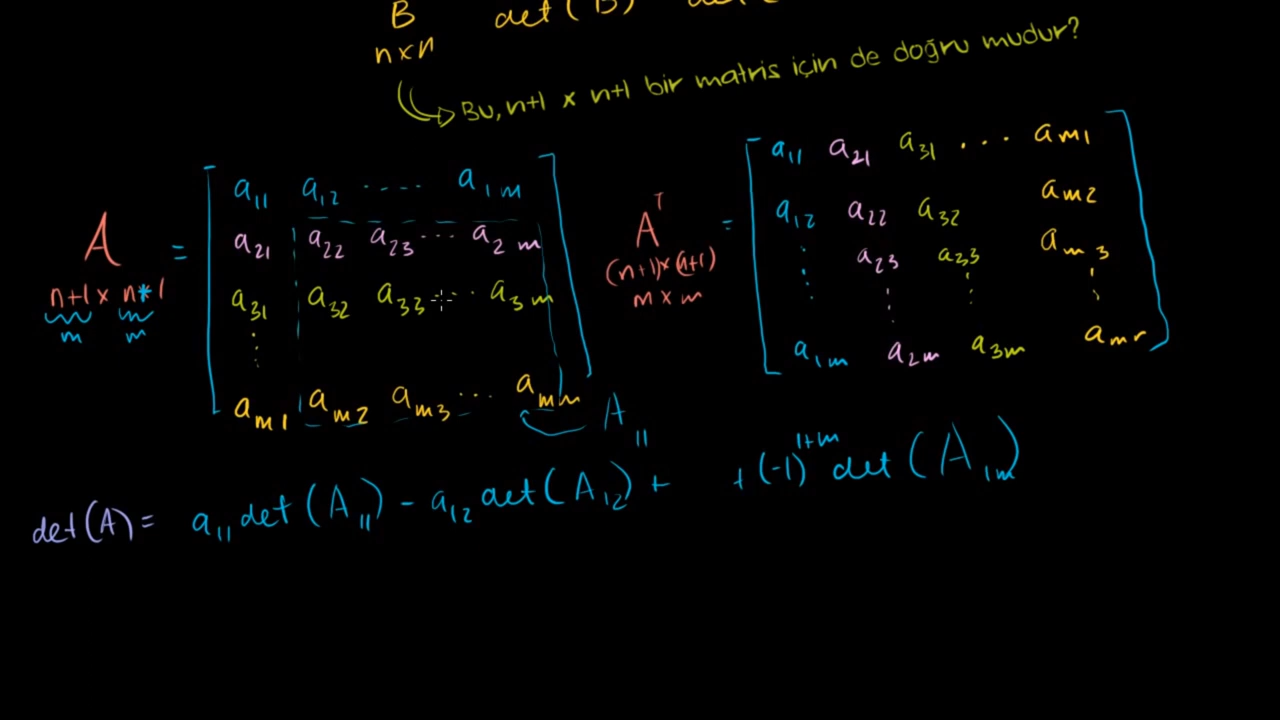 B det(B)
n×n
Bu, n+1 × n+1 bir matris için de doğru mudur?
A = [ a₁₁ a₁₂ ···· a₁m
a₂₁ a₂₂ a₂₃ ··· a₂m
a₃₁ a₃₂ a₃₃ ··· a₃m
⋮
am1 am2 am3 ··· amm ]
n+1 × n+1
m m
A₁₁
Aᵀ = [ a₁₁ a₂₁ a₃₁ ··· am1
a₁₂ a₂₂ a₃₂ am2
⋮ a₂₃ a₃₃ am3
⋮ ⋮ ⋮
a₁m a₂m a₃m amr ]
(n+1)×(n+1)
m × m
det(A) = a₁₁ det(A₁₁) - a₁₂ det(A₁₂) + + (-1)¹⁺ᵐ det(A₁m)